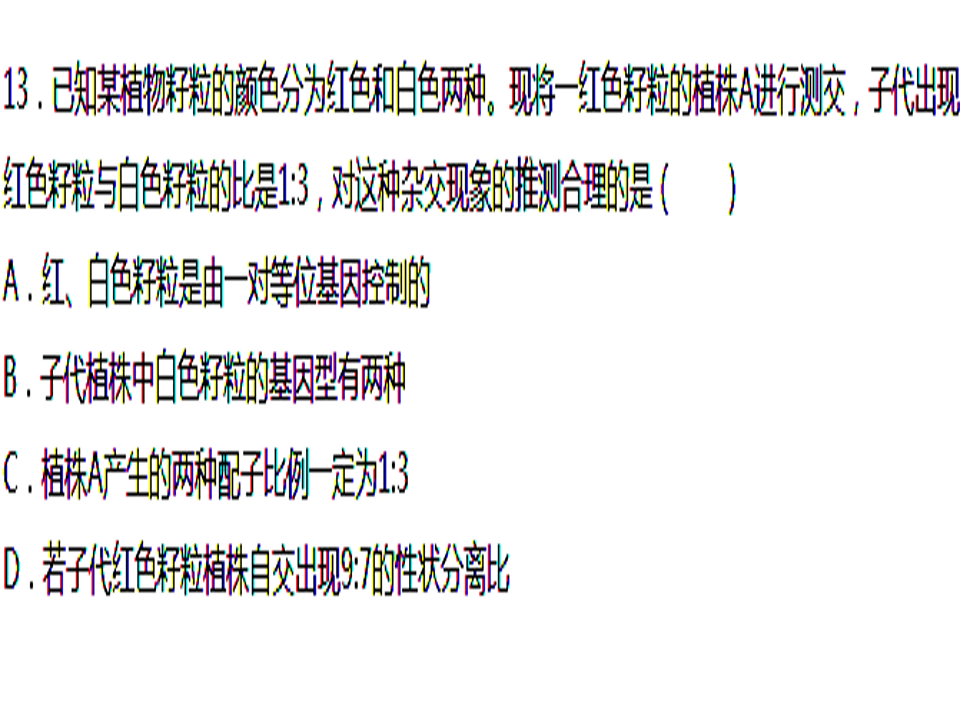 13．已知某植物籽粒的颜色分为红色和白色两种。现将一红色籽粒的植株A进行测交，子代出现
红色籽粒与白色籽粒的比是1:3，对这种杂交现象的推测合理的是（　　）
A．红、白色籽粒是由一对等位基因控制的
B．子代植株中白色籽粒的基因型有两种
C．植株A产生的两种配子比例一定为1:3
D．若子代红色籽粒植株自交出现9:7的性状分离比